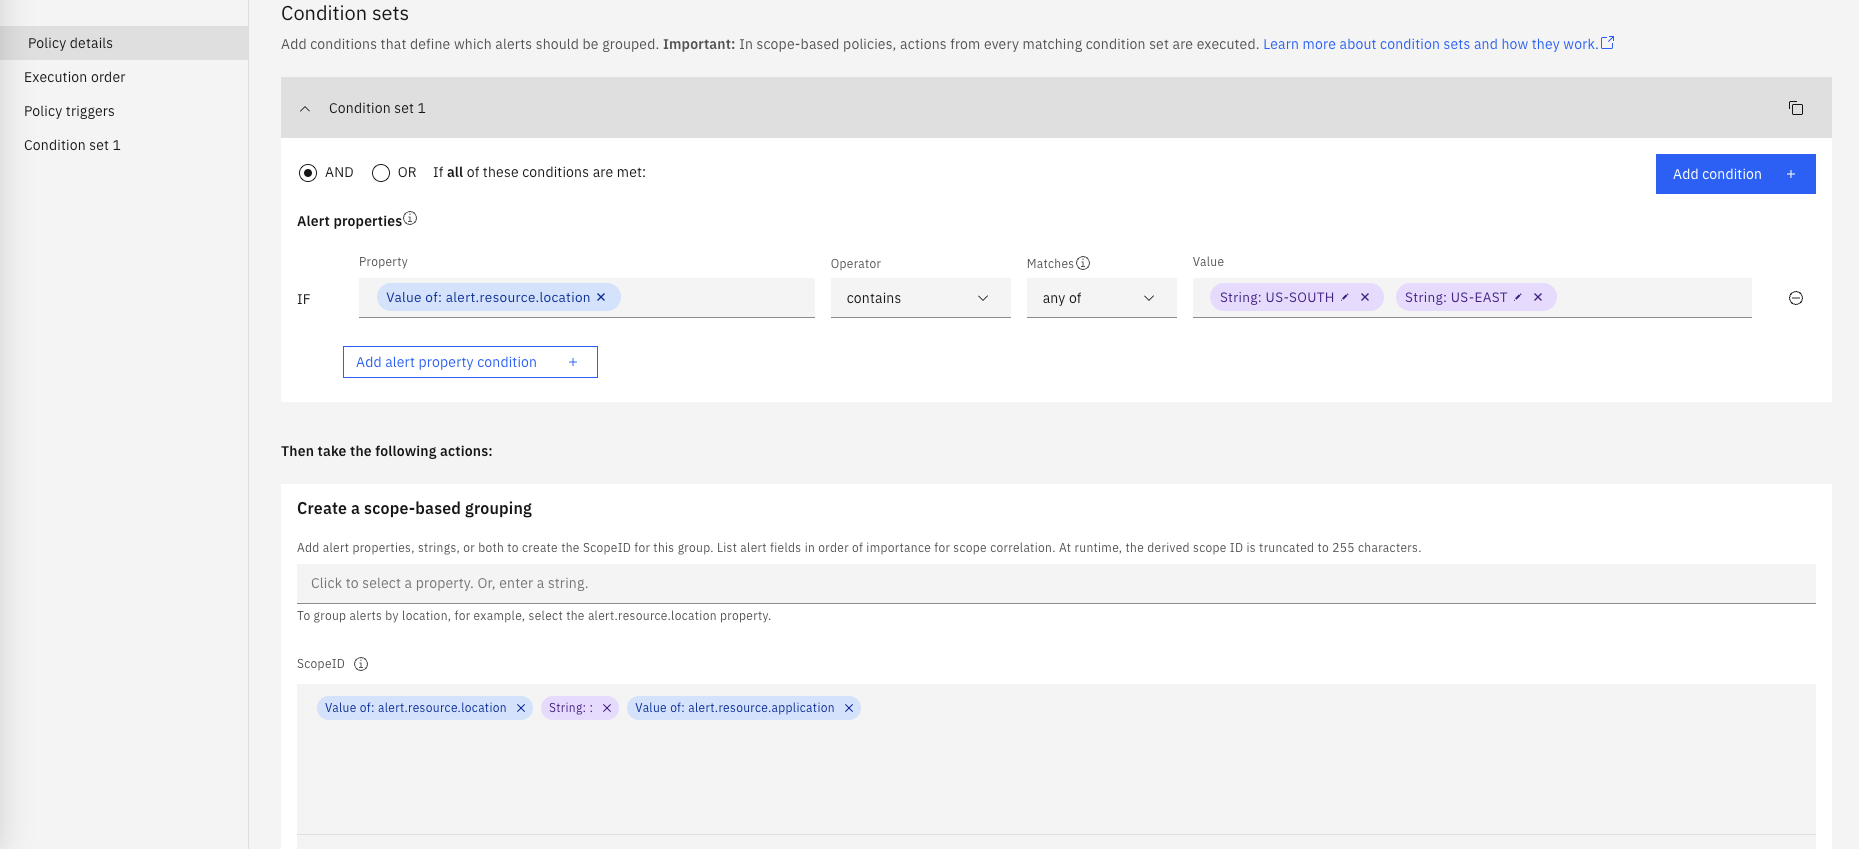 Condition sets
Add conditions that define which alerts should be grouped. Important: In scope-based policies, actions from every matching condition set are executed. Learn more about condition sets and how they work.
Policy details
Execution order
Policy triggers
Condition set 1
Condition set 1
AND OR If all of these conditions are met:
Add condition +
Alert properties
Property Operator Matches Value
IF Value of: alert.resource.location × contains any of String: US-SOUTH × String: US-EAST ×
Add alert property condition +
Then take the following actions:
Create a scope-based grouping
Add alert properties, strings, or both to create the ScopeID for this group. List alert fields in order of importance for scope correlation. At runtime, the derived scope ID is truncated to 255 characters.
Click to select a property. Or, enter a string.
To group alerts by location, for example, select the alert.resource.location property.
ScopeID
Value of: alert.resource.location × String: : × Value of: alert.resource.application ×